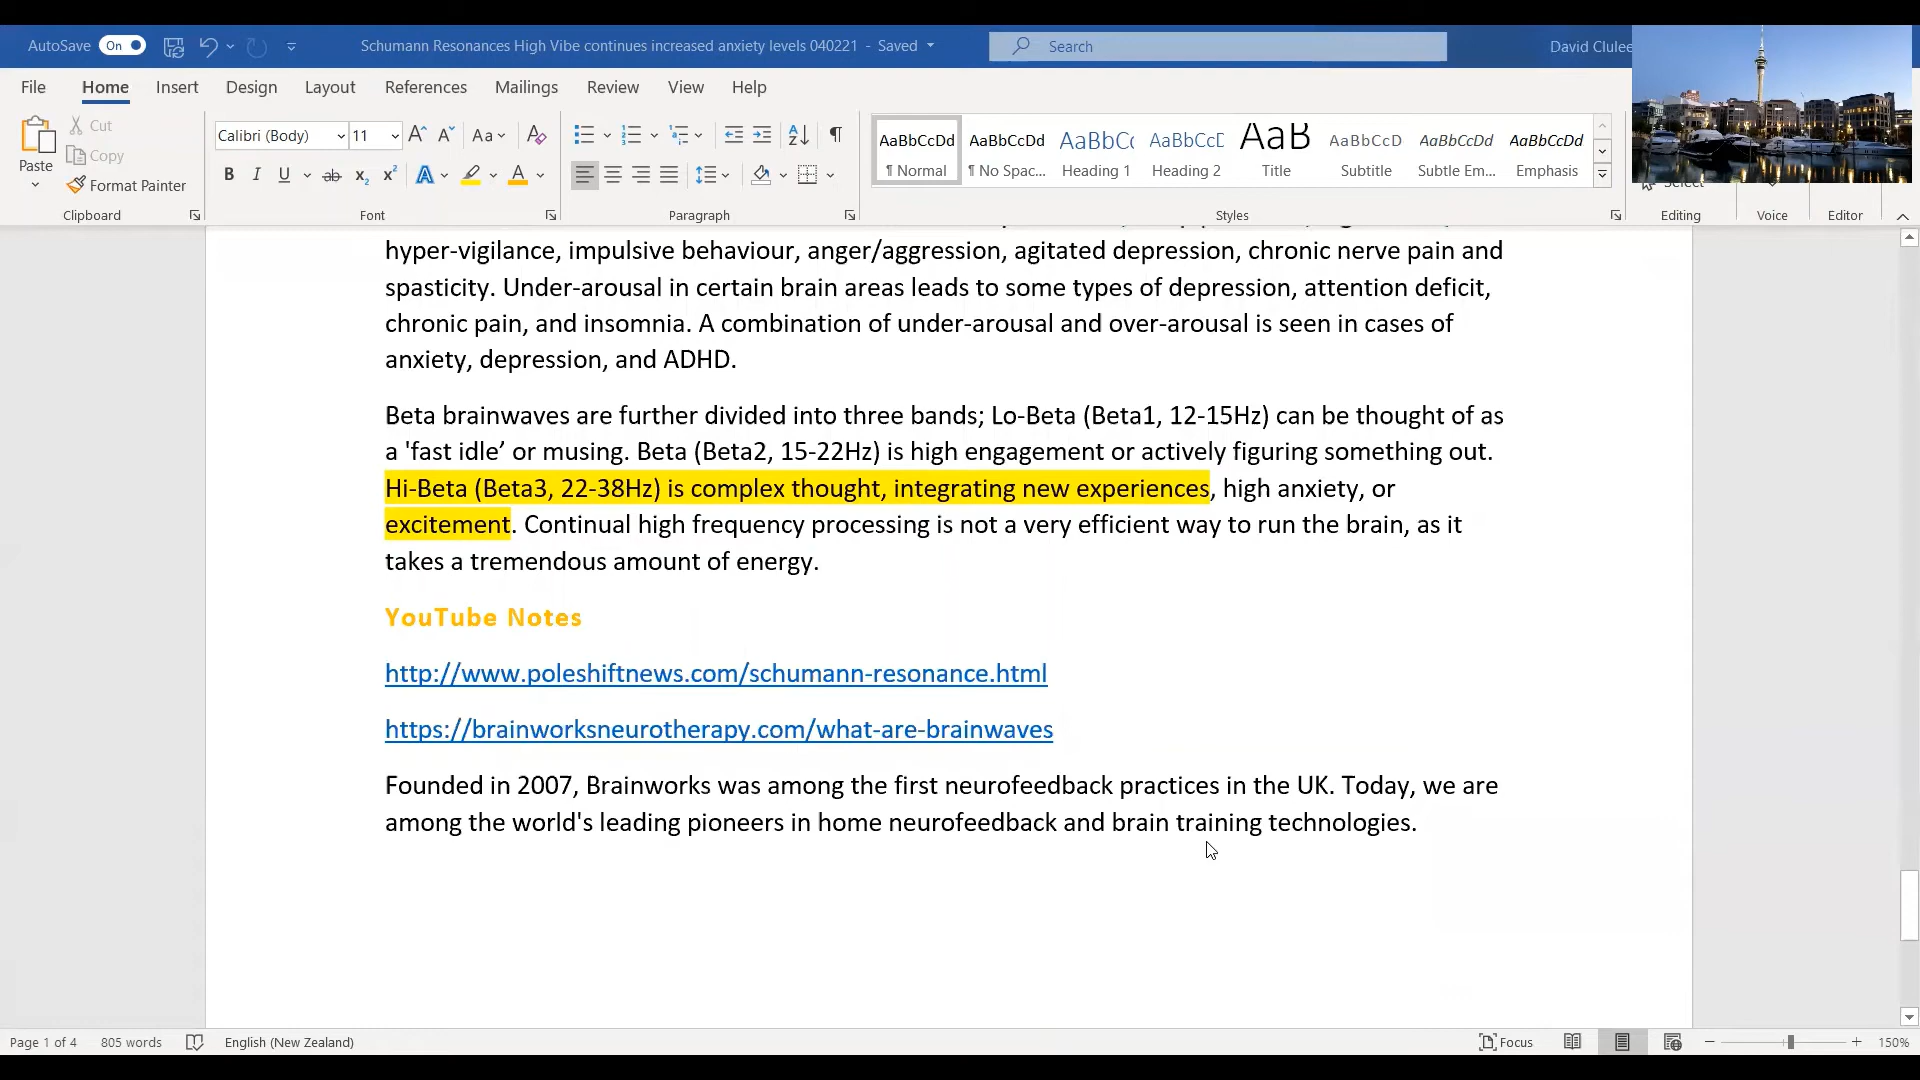 AutoSave On Schumann Resonances High Vibe continues increased anxiety levels 040221 - Saved Search David Clulee
File Home Insert Design Layout References Mailings Review View Help
Paste Cut Copy Format Painter
Calibri (Body) 11 Aa
AaBbCcDd AaBbCcDd AaBbCc AaBbCcD AaB AaBbCcD AaBbCcDd AaBbCcDd
¶ Normal ¶ No Spac... Heading 1 Heading 2 Title Subtitle Subtle Em... Emphasis
Select
Clipboard Font Paragraph Styles Editing Voice Editor
hyper-vigilance, impulsive behaviour, anger/aggression, agitated depression, chronic nerve pain and
spasticity. Under-arousal in certain brain areas leads to some types of depression, attention deficit,
chronic pain, and insomnia. A combination of under-arousal and over-arousal is seen in cases of
anxiety, depression, and ADHD.
Beta brainwaves are further divided into three bands; Lo-Beta (Beta1, 12-15Hz) can be thought of as
a 'fast idle’ or musing. Beta (Beta2, 15-22Hz) is high engagement or actively figuring something out.
Hi-Beta (Beta3, 22-38Hz) is complex thought, integrating new experiences, high anxiety, or
excitement. Continual high frequency processing is not a very efficient way to run the brain, as it
takes a tremendous amount of energy.
YouTube Notes
http://www.poleshiftnews.com/schumann-resonance.html
https://brainworksneurotherapy.com/what-are-brainwaves
Founded in 2007, Brainworks was among the first neurofeedback practices in the UK. Today, we are
among the world's leading pioneers in home neurofeedback and brain training technologies.
Page 1 of 4 805 words English (New Zealand) Focus 150%